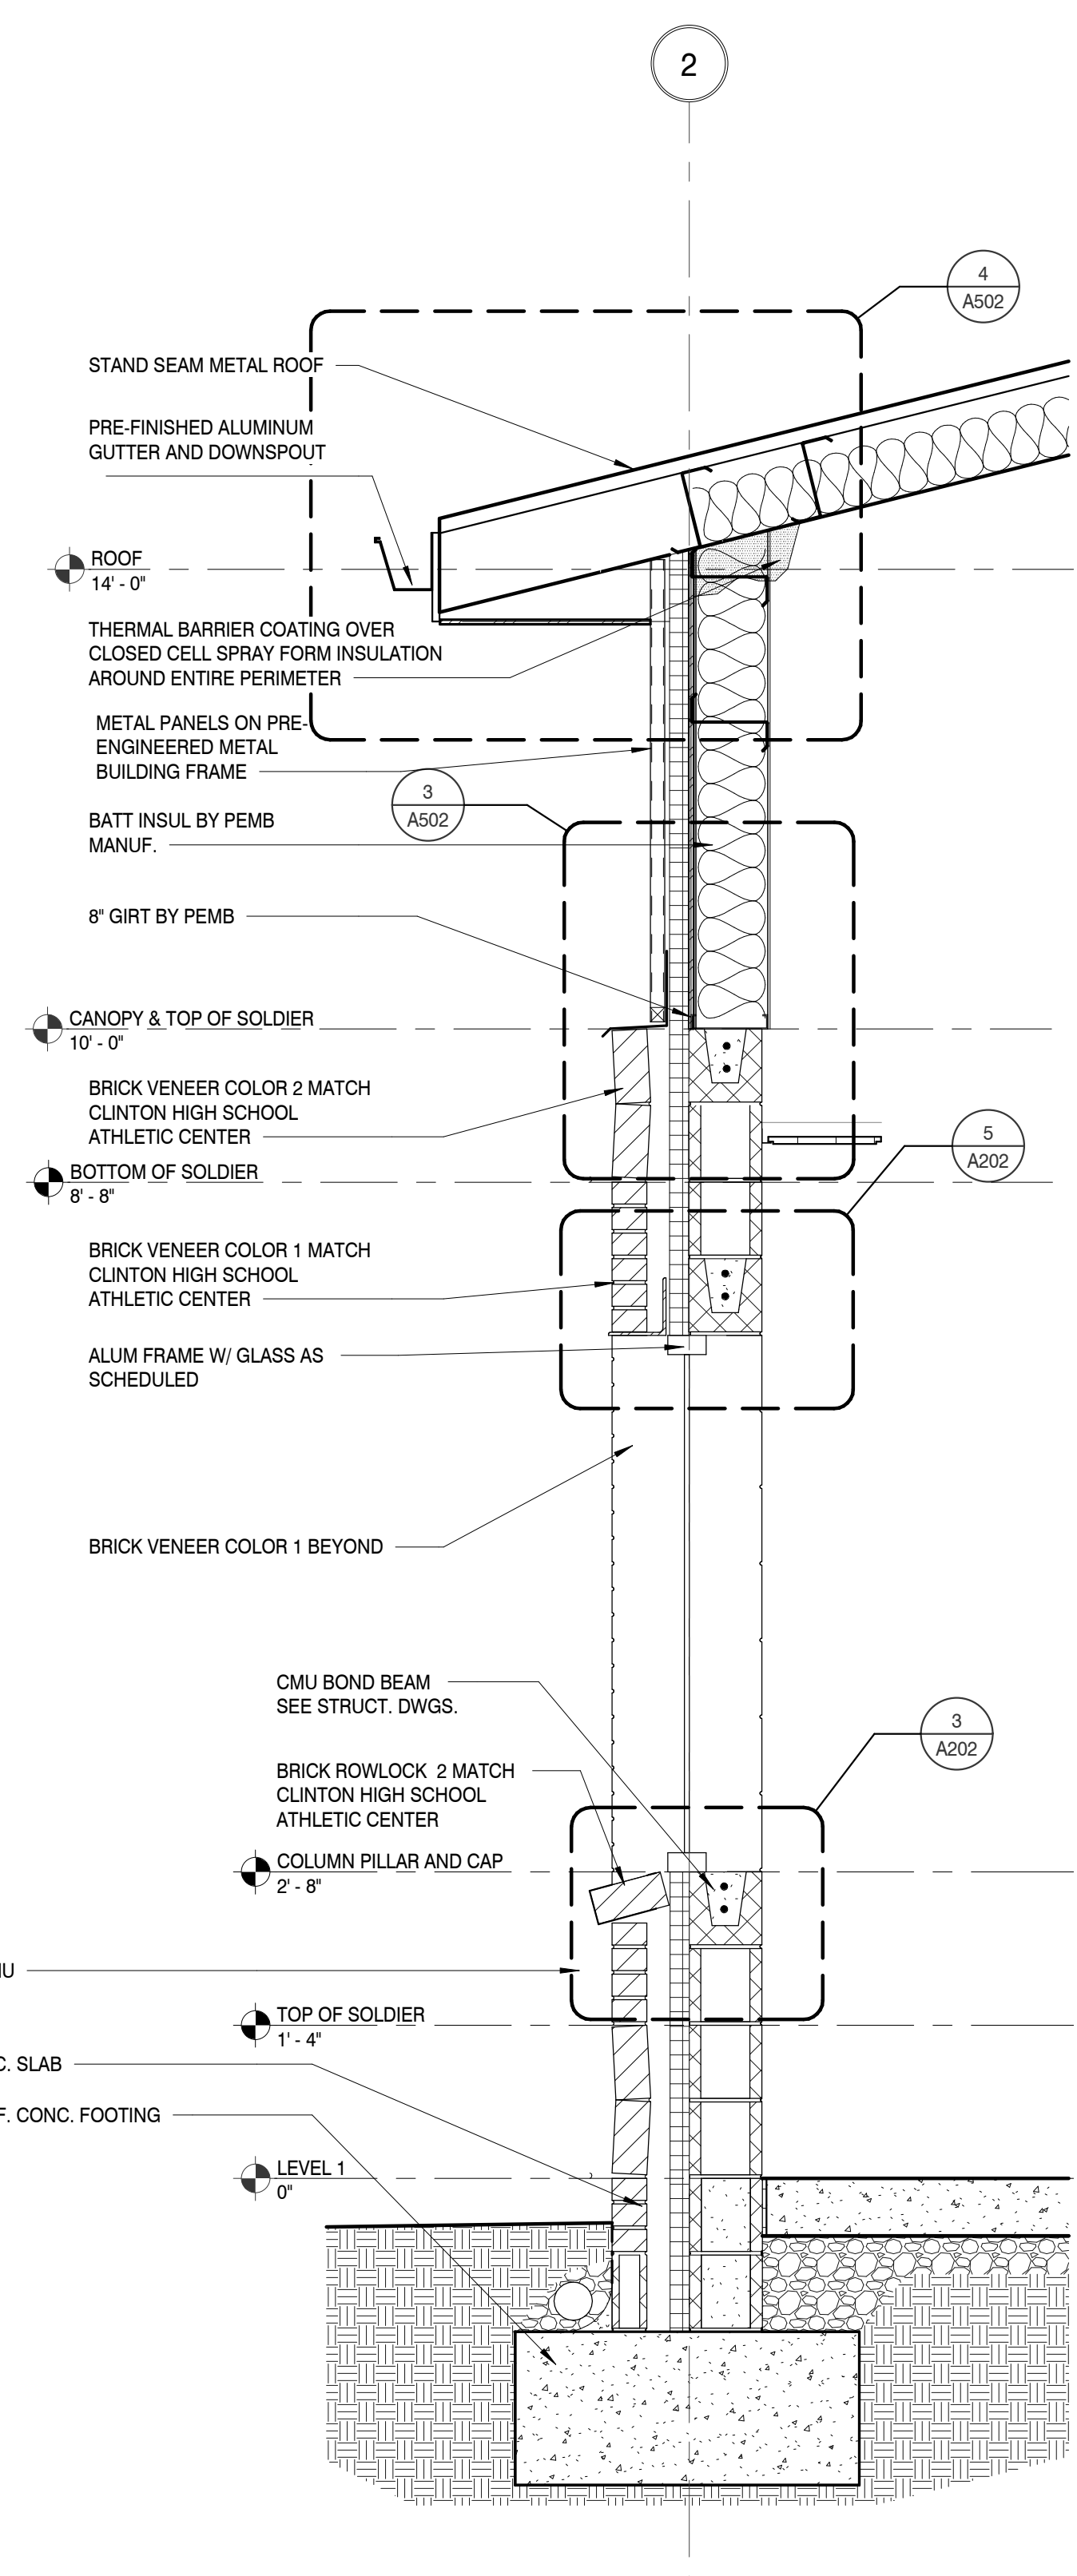 2
4
A502
STAND SEAM METAL ROOF
PRE-FINISHED ALUMINUM
GUTTER AND DOWNSPOUT
ROOF
14' - 0"
THERMAL BARRIER COATING OVER
CLOSED CELL SPRAY FORM INSULATION
AROUND ENTIRE PERIMETER
METAL PANELS ON PRE-
ENGINEERED METAL
BUILDING FRAME
3
A502
BATT INSUL BY PEMB
MANUF.
8" GIRT BY PEMB
CANOPY & TOP OF SOLDIER
10' - 0"
BRICK VENEER COLOR 2 MATCH
CLINTON HIGH SCHOOL
ATHLETIC CENTER
5
A202
BOTTOM OF SOLDIER
8' - 8"
BRICK VENEER COLOR 1 MATCH
CLINTON HIGH SCHOOL
ATHLETIC CENTER
ALUM FRAME W/ GLASS AS
SCHEDULED
BRICK VENEER COLOR 1 BEYOND
CMU BOND BEAM
SEE STRUCT. DWGS.
3
A202
BRICK ROWLOCK 2 MATCH
CLINTON HIGH SCHOOL
ATHLETIC CENTER
COLUMN PILLAR AND CAP
2' - 8"
TOP OF SOLDIER
1' - 4"
SLAB
CONC. FOOTING
LEVEL 1
0"